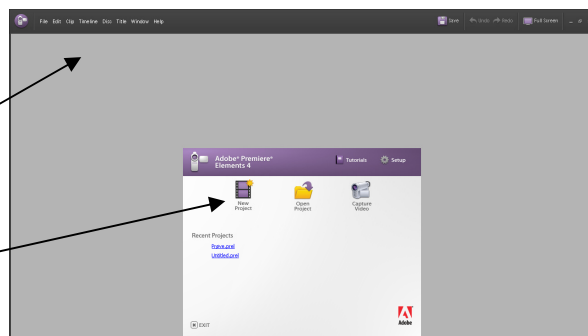 File Edit Clip Timeline Disc Title Window Help
Save Undo Redo Full Screen
Adobe® Premiere®
Elements 4
Tutorials Setup
New
Project
Open
Project
Capture
Video
Recent Projects
Prøve.prel
Untitled.prel
EXIT
Adobe